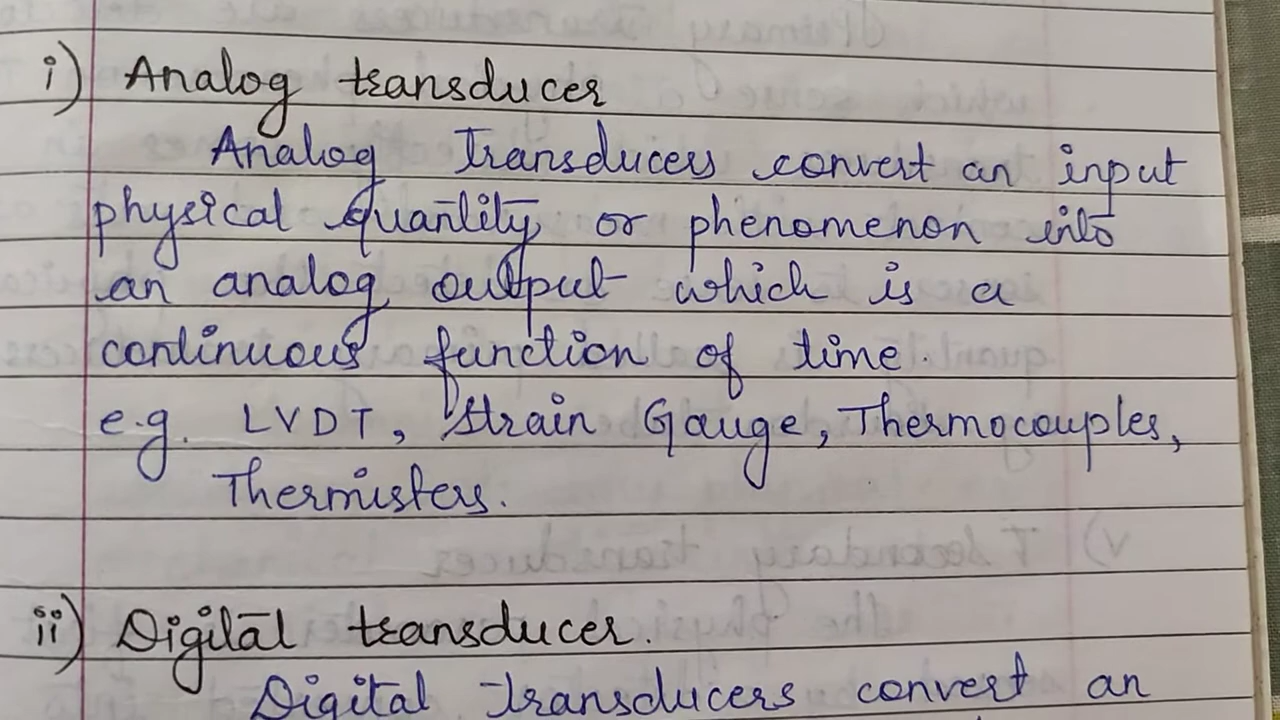 i) Analog transducer
Analog Transducers convert an input
physical quantity or phenomenon into
an analog output which is a
continuous function of time.
e.g. LVDT, Strain Gauge, Thermocouples,
Thermisters.
ii) Digital transducer.
Digital Transducers convert an